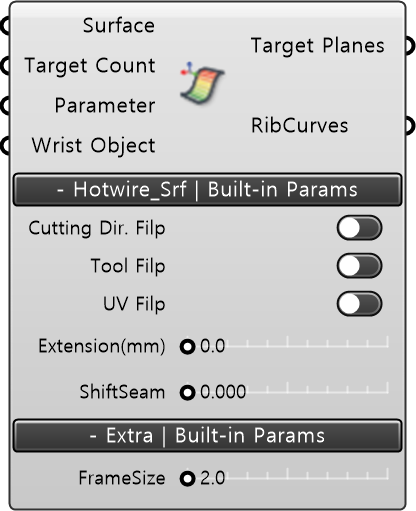 Surface
Target Count
Parameter
Wrist Object
Target Planes
RibCurves
- Hotwire_Srf | Built-in Params
Cutting Dir. Filp
Tool Filp
UV Filp
Extension(mm) 0.0
ShiftSeam 0.000
- Extra | Built-in Params
FrameSize 2.0